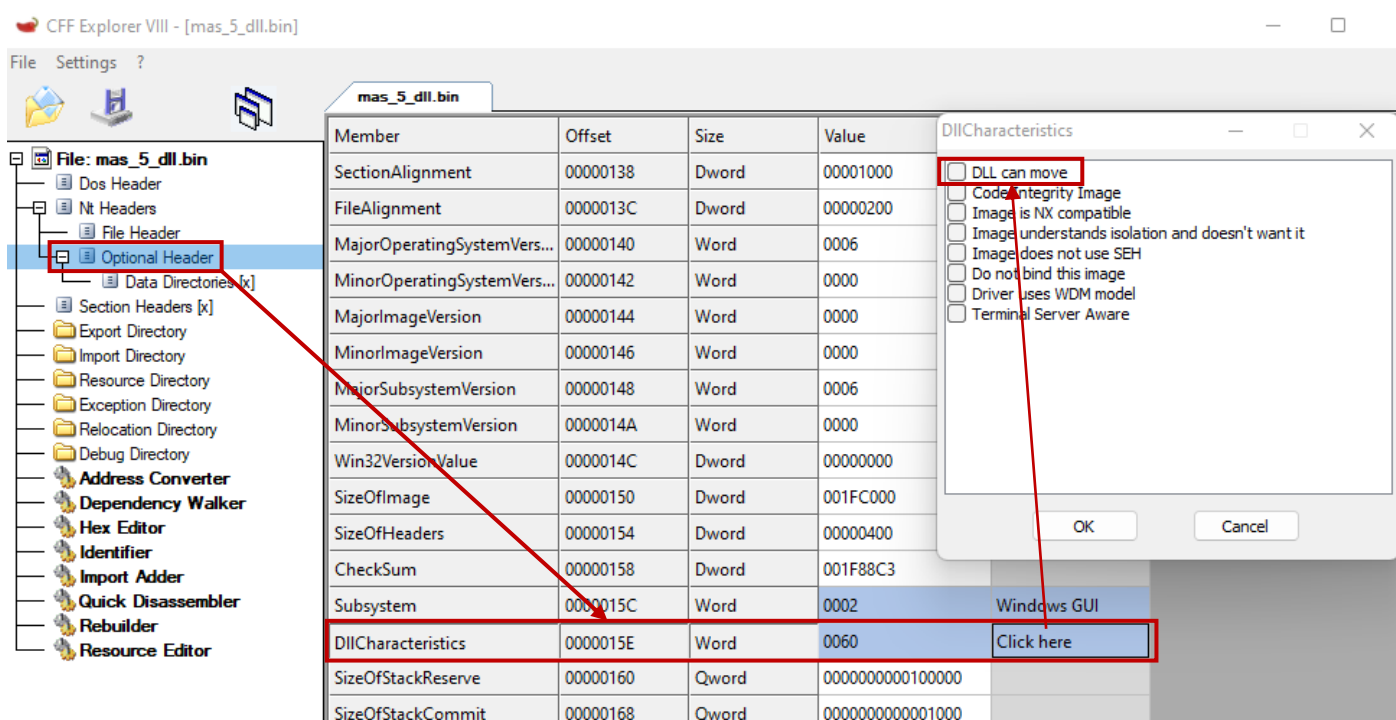 CFF Explorer VIII - [mas_5_dll.bin]
File Settings ?
File: mas_5_dll.bin
Dos Header
Nt Headers
File Header
Optional Header
Data Directories [x]
Section Headers [x]
Export Directory
Import Directory
Resource Directory
Exception Directory
Relocation Directory
Debug Directory
Address Converter
Dependency Walker
Hex Editor
Identifier
Import Adder
Quick Disassembler
Rebuilder
Resource Editor
mas_5_dll.bin
Member Offset Size Value
SectionAlignment 00000138 Dword 00001000
FileAlignment 0000013C Dword 00000200
MajorOperatingSystemVers... 00000140 Word 0006
MinorOperatingSystemVers... 00000142 Word 0000
MajorImageVersion 00000144 Word 0000
MinorImageVersion 00000146 Word 0000
MajorSubsystemVersion 00000148 Word 0006
MinorSubsystemVersion 0000014A Word 0000
Win32VersionValue 0000014C Dword 00000000
SizeOfImage 00000150 Dword 001FC000
SizeOfHeaders 00000154 Dword 00000400
CheckSum 00000158 Dword 001F88C3
Subsystem 0000015C Word 0002 Windows GUI
DllCharacteristics 0000015E Word 0060 Click here
SizeOfStackReserve 00000160 Qword 0000000000100000
SizeOfStackCommit 00000168 Qword 0000000000001000
DllCharacteristics
DLL can move
Code Integrity Image
Image is NX compatible
Image understands isolation and doesn't want it
Image does not use SEH
Do not bind this image
Driver uses WDM model
Terminal Server Aware
OK Cancel